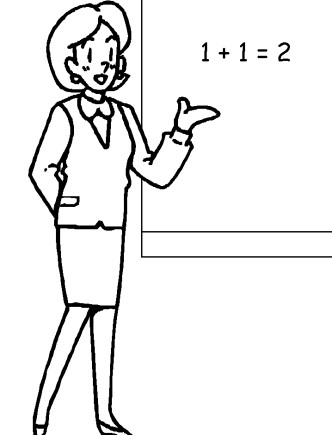 1 + 1 = 2